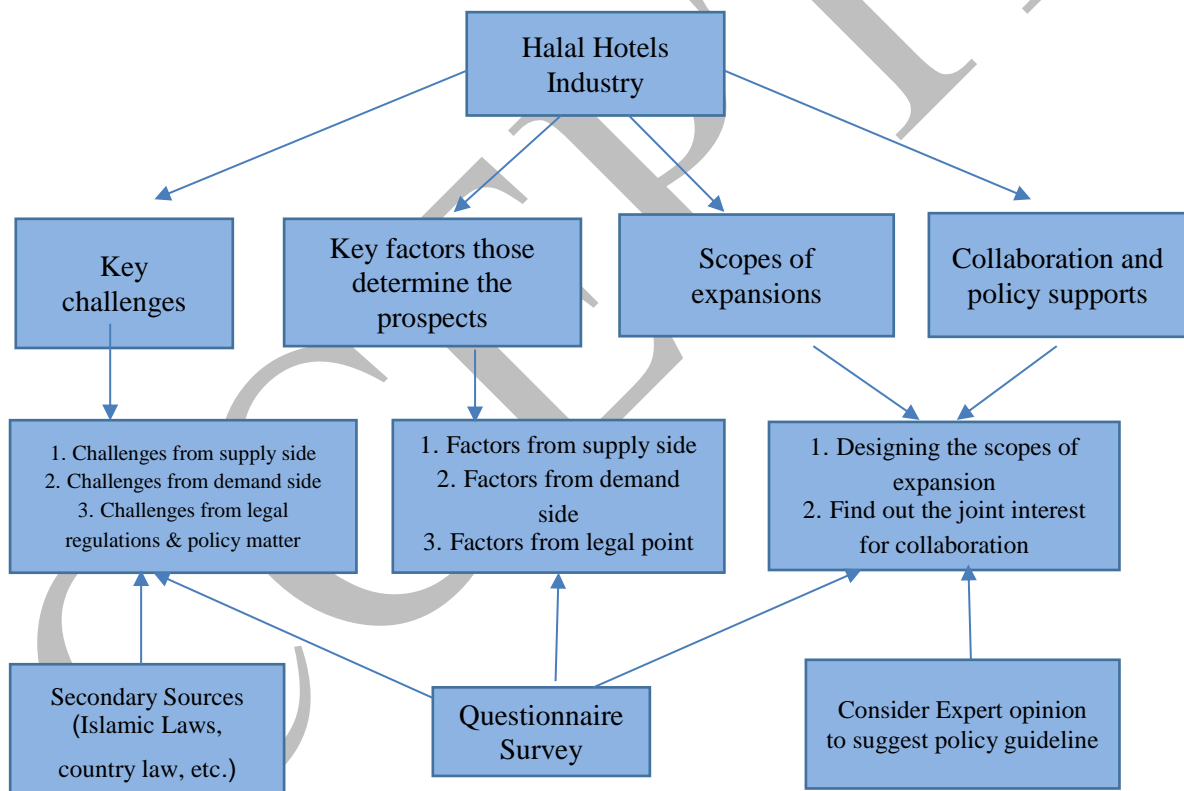 Halal Hotels
Industry
Key
challenges
Key factors those
determine the
prospects
Scopes of
expansions
Collaboration and
policy supports
1. Challenges from supply side
2. Challenges from demand side
3. Challenges from legal
regulations & policy matter
1. Factors from supply side
2. Factors from demand
side
3. Factors from legal point
1. Designing the scopes of
expansion
2. Find out the joint interest
for collaboration
Secondary Sources
(Islamic Laws,
country law, etc.)
Questionnaire
Survey
Consider Expert opinion
to suggest policy guideline